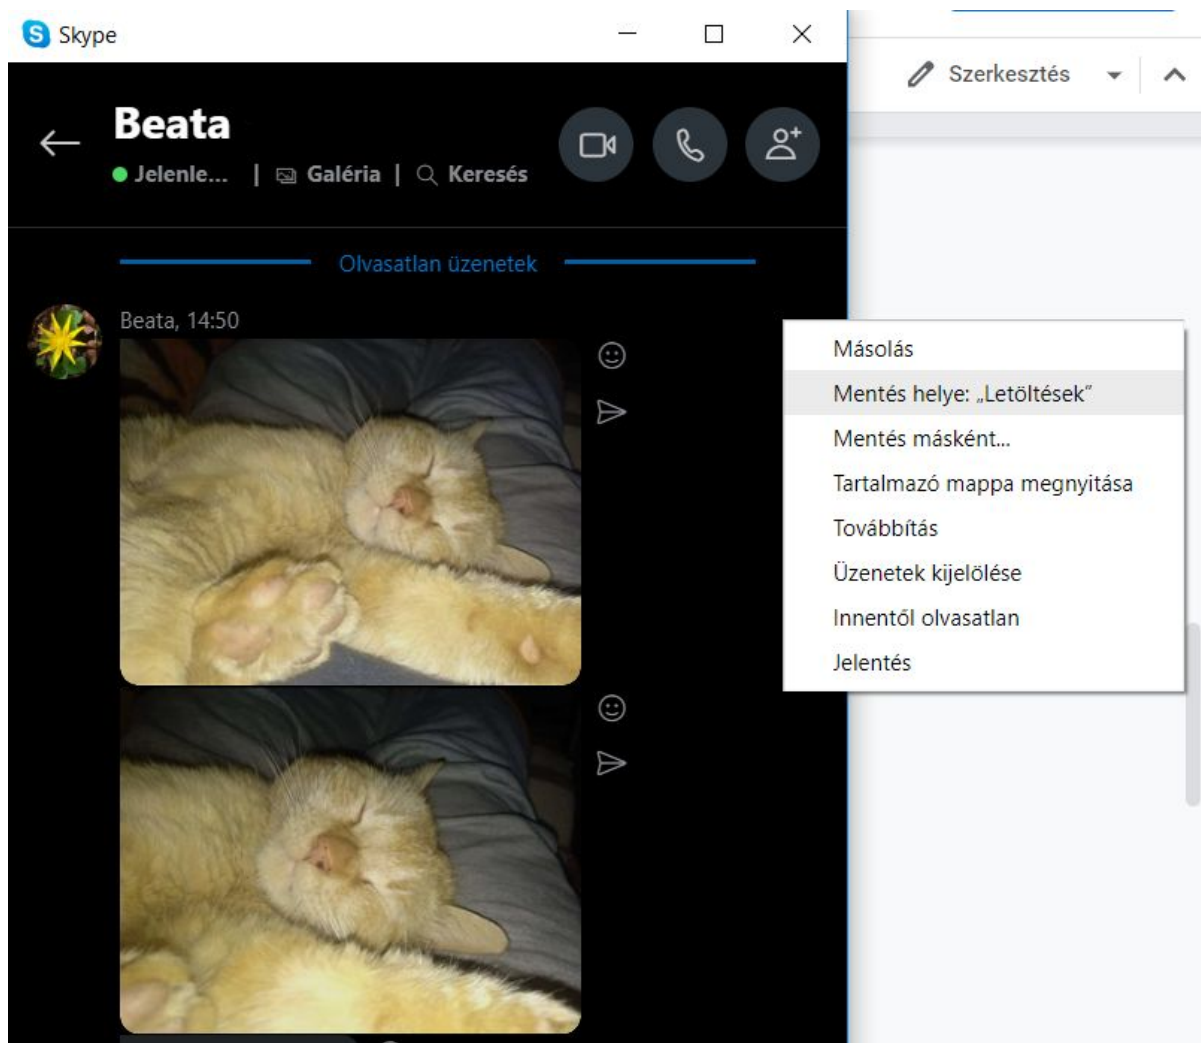 Skype
Szerkesztés
Beata
Jelenle... | Galéria | Keresés
Olvasatlan üzenetek
Beata, 14:50
Másolás
Mentés helye: „Letöltések”
Mentés másként...
Tartalmazó mappa megnyitása
Továbbítás
Üzenetek kijelölése
Innentől olvasatlan
Jelentés